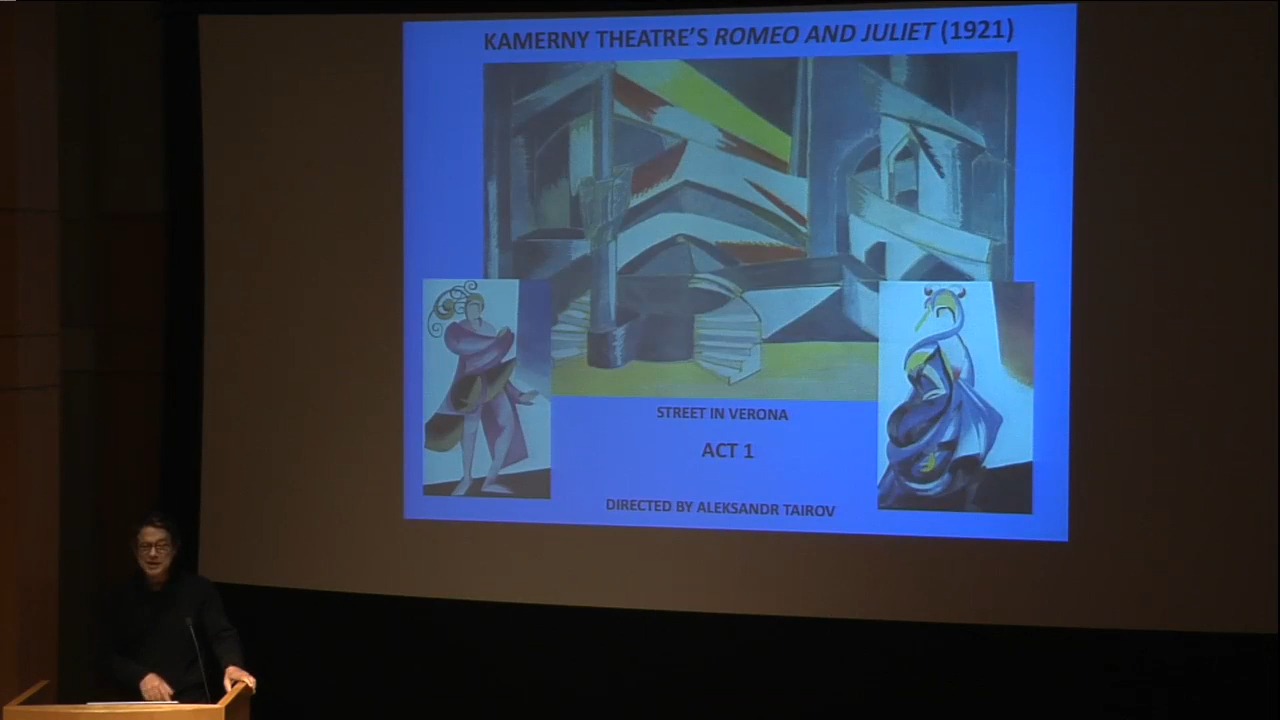 KAMERNY THEATRE'S ROMEO AND JULIET (1921)
STREET IN VERONA
ACT 1
DIRECTED BY ALEKSANDR TAIROV